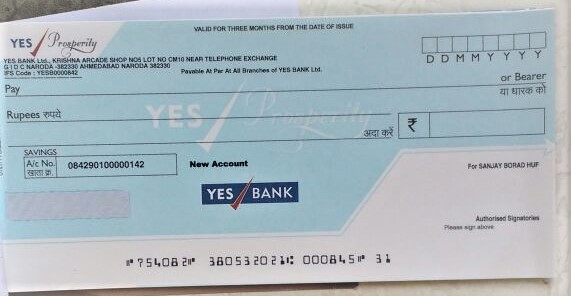 VALID FOR THREE MONTHS FROM THE DATE OF ISSUE
YES Prosperity
YES BANK Ltd., KRISHNA ARCADE SHOP NO5 LOT NO CM10 NEAR TELEPHONE EXCHANGE
G I D C NARODA -382330 AHMEDABAD NARODA 382330
IFS Code : YESB0000842
Payable At Par At All Branches of YES BANK Ltd.
D D M M Y Y Y Y
Pay
or Bearer
या धारक को
YES Prosperity
Rupees रुपये
अदा करें
₹
SAVINGS
A/c No.
खाता क्र.
084290100000142
New Account
YES BANK
For SANJAY BORAD HUF
Authorised Signatories
Please sign above
⑈754082⑈ 380532021⑆ 000845⑈ 31